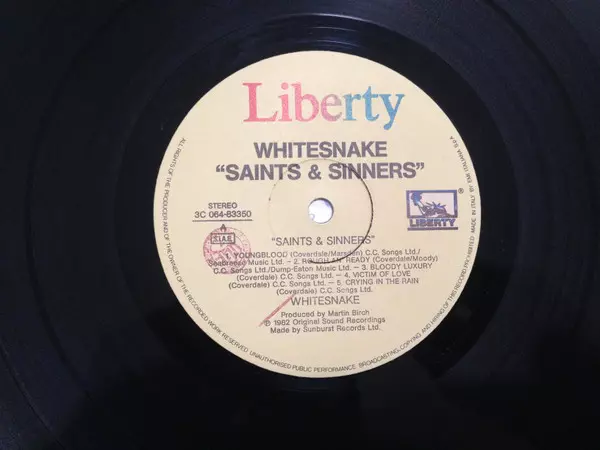 Liberty
WHITESNAKE
"SAINTS & SINNERS"
STEREO
3C 064-83350
S.I.A.E.
LIBERTY
®
"SAINTS & SINNERS"
1. YOUNGBLOOD (Coverdale/Marsden) C.C. Songs Ltd./
Seabreeze Music Ltd. – 2. ROUGH AN' READY (Coverdale/Moody)
C.C. Songs Ltd./Dump-Eaton Music Ltd. – 3. BLOODY LUXURY
(Coverdale) C.C. Songs Ltd. – 4. VICTIM OF LOVE
(Coverdale) C.C. Songs Ltd. – 5. CRYING IN THE RAIN
(Coverdale) C.C. Songs Ltd.
WHITESNAKE
Produced by Martin Birch
℗ 1982 Original Sound Recordings
Made by Sunburst Records Ltd.
ALL RIGHTS OF THE PRODUCER AND OF THE OWNER OF THE RECORDED WORK RESERVED. UNAUTHORISED PUBLIC PERFORMANCE, BROADCASTING, COPYING AND HIRING OF THIS RECORD PROHIBITED. MADE IN ITALY BY EMI ITALIANA S.p.A.